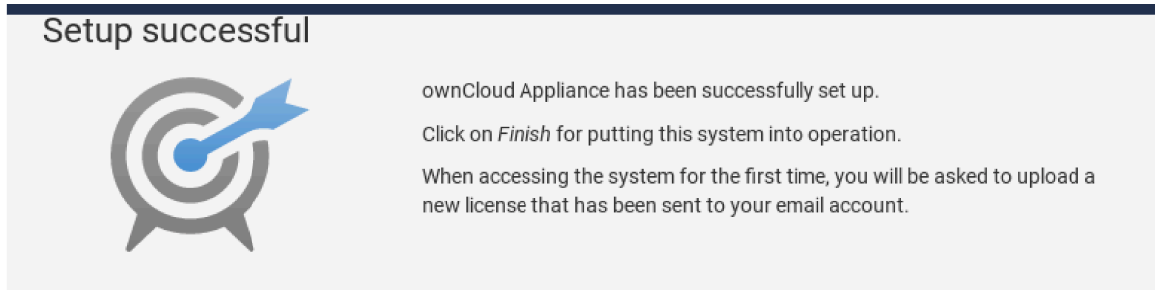 Setup successful
ownCloud Appliance has been successfully set up.
Click on Finish for putting this system into operation.
When accessing the system for the first time, you will be asked to upload a
new license that has been sent to your email account.